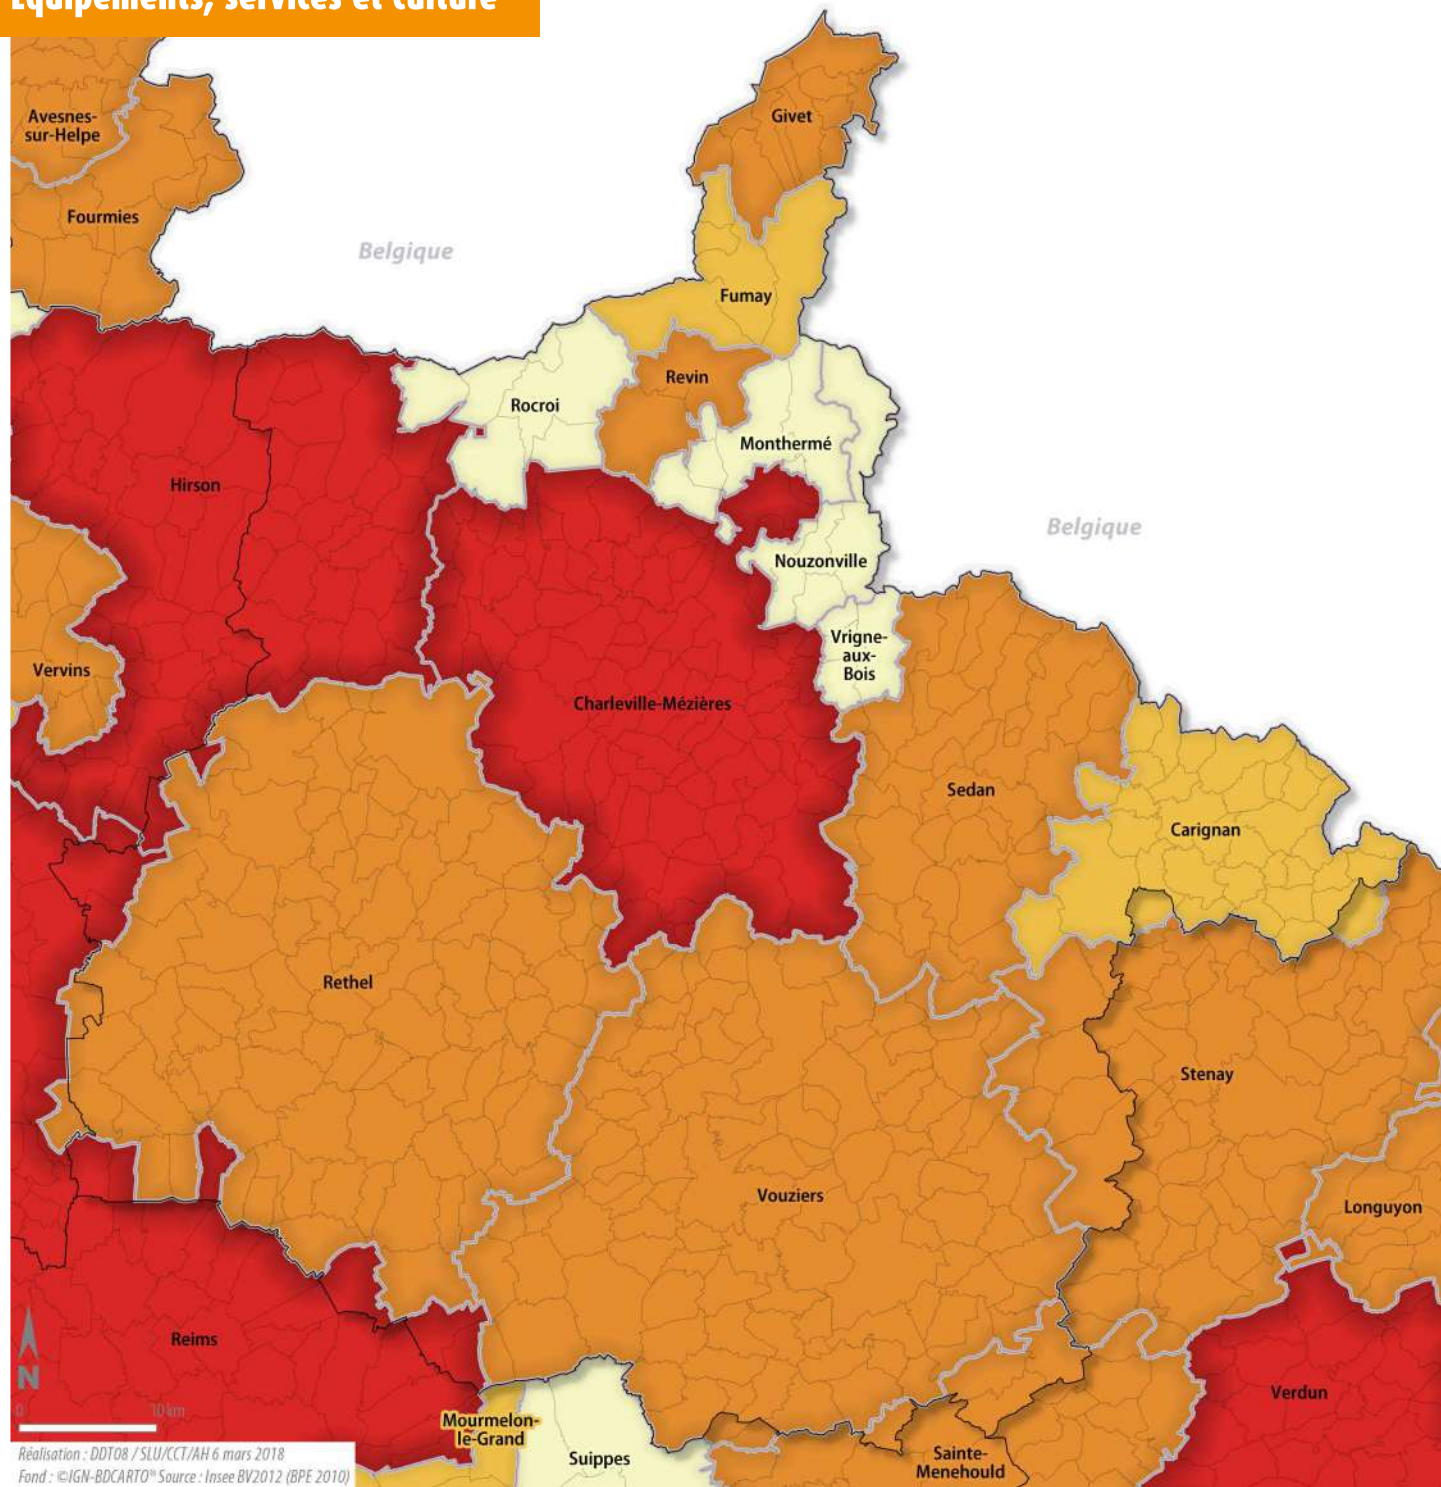 Equipements, services et culture
Avesnes-
sur-Helpe
Givet
Fourmies
Belgique
Fumay
Revin
Rocroi
Monthermé
Hirson
Belgique
Nouzonville
Vrigne-
aux-
Bois
Vervins
Charleville-Mézières
Sedan
Carignan
Rethel
Stenay
Vouziers
Longuyon
Reims
N
Verdun
0 10 km
Mourmelon-
le-Grand
Suippes
Sainte-
Menehould
Réalisation : DDT08 / SLU/CCT/AH 6 mars 2018
Fond : ©IGN-BDCARTO® Source : Insee BV2012 (BPE 2010)